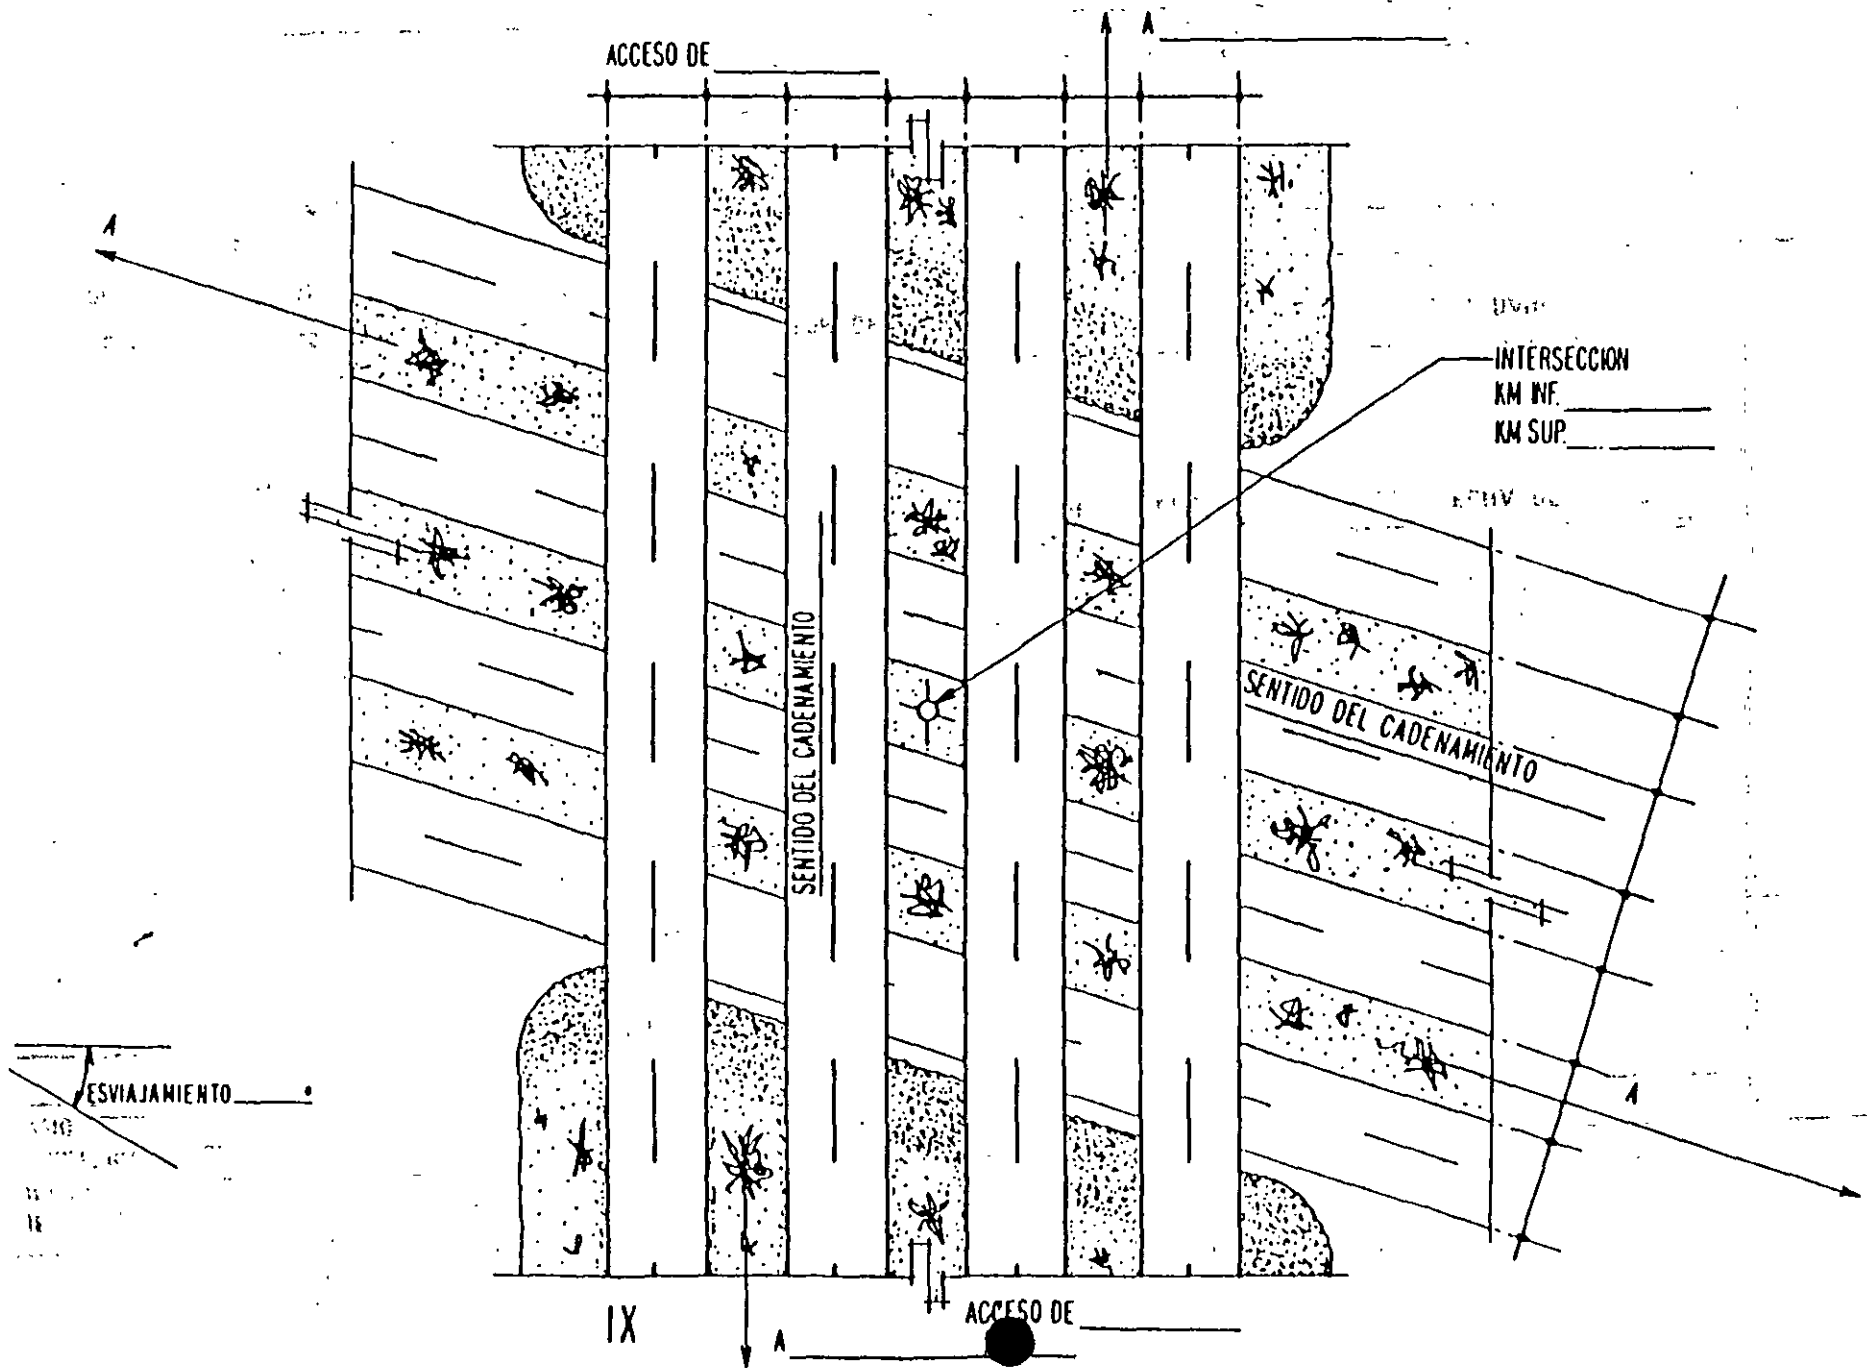 A A
ACCESO DE
A
INTERSECCION
KM INF.
KM SUP.
SENTIDO DEL CADENAMIENTO
SENTIDO DEL CADENAMIENTO
ESVIAJAMIENTO °
A
IX
ACCESO DE
A